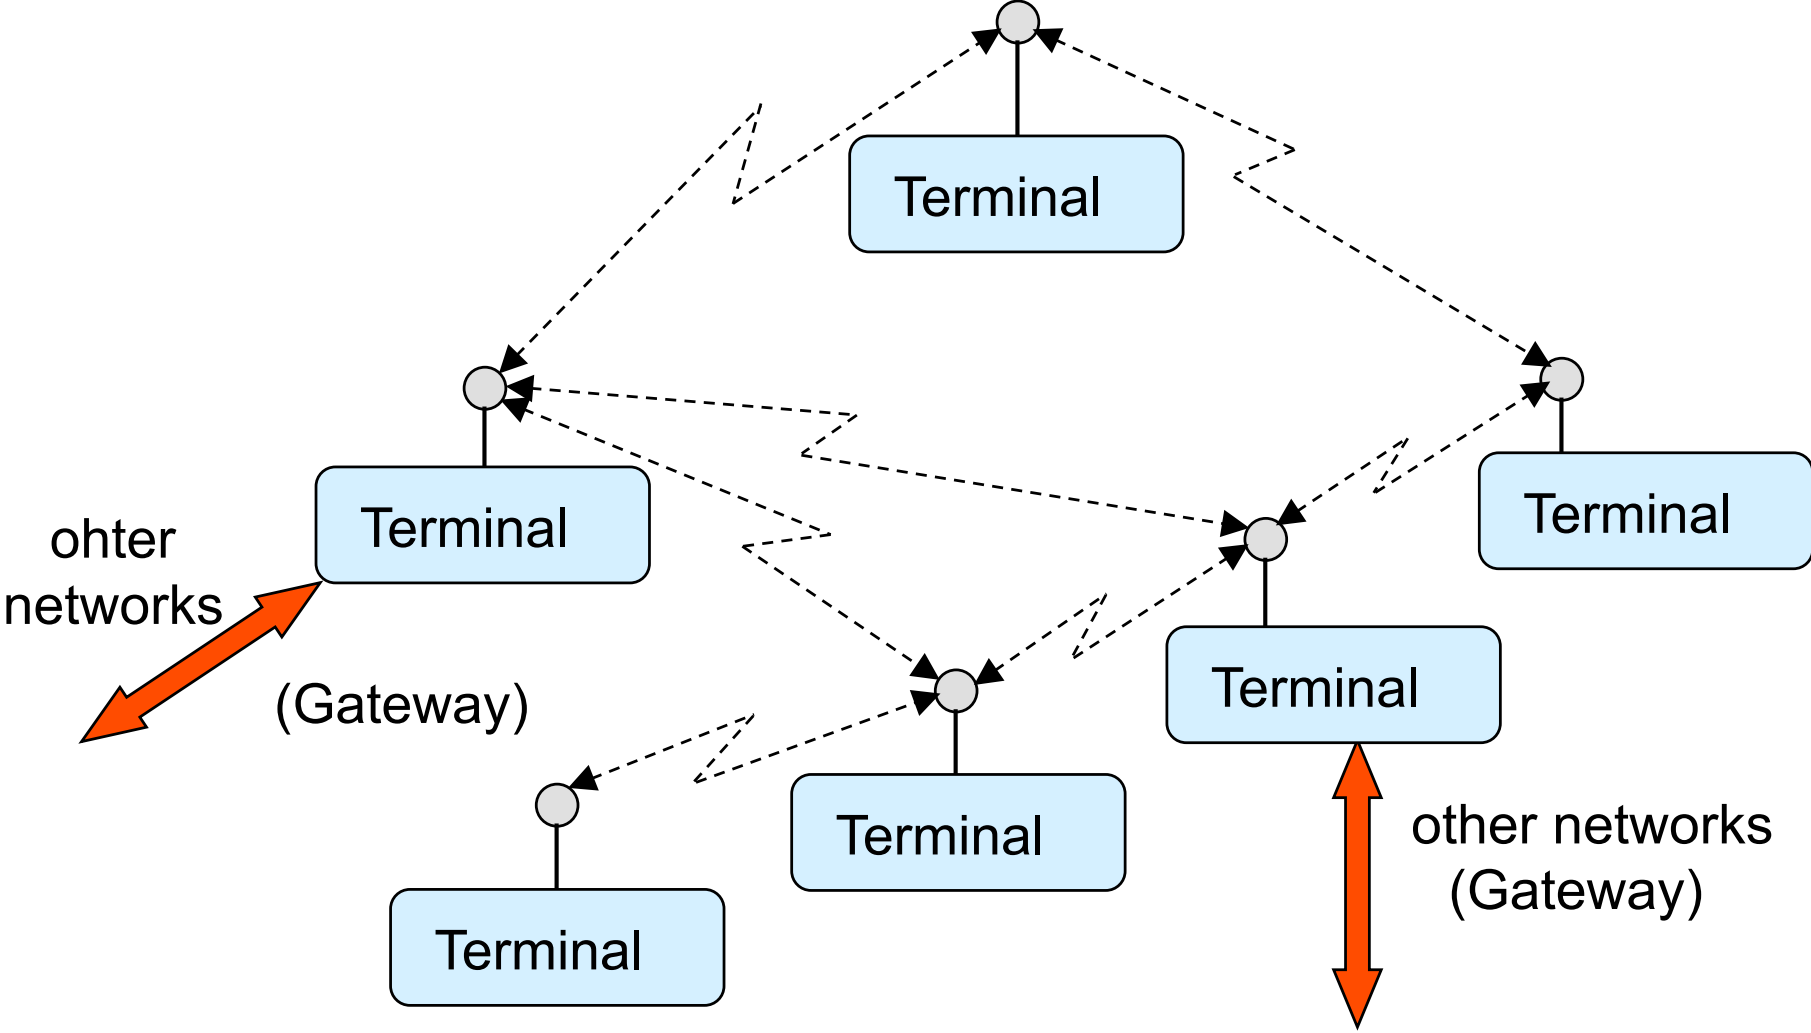 Terminal
Terminal
Terminal
ohter
networks
(Gateway)
Terminal
Terminal
other networks
(Gateway)
Terminal